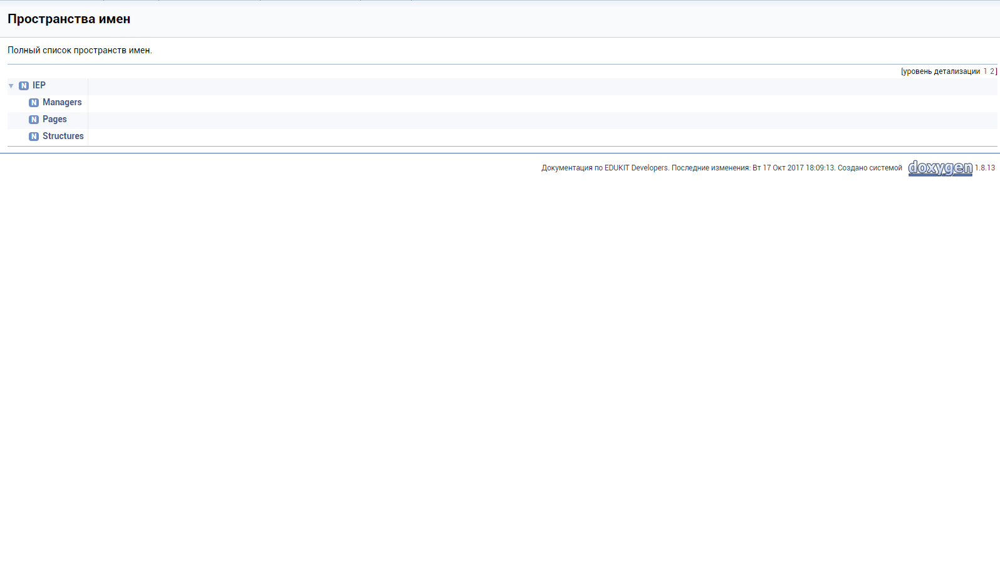 Пространства имен
Полный список пространств имен.
[уровень детализации 1 2]
▼ N IEP
N Managers
N Pages
N Structures
Документация по EDUKIT Developers. Последние изменения: Вт 17 Окт 2017 18:09:13. Создано системой doxygen 1.8.13